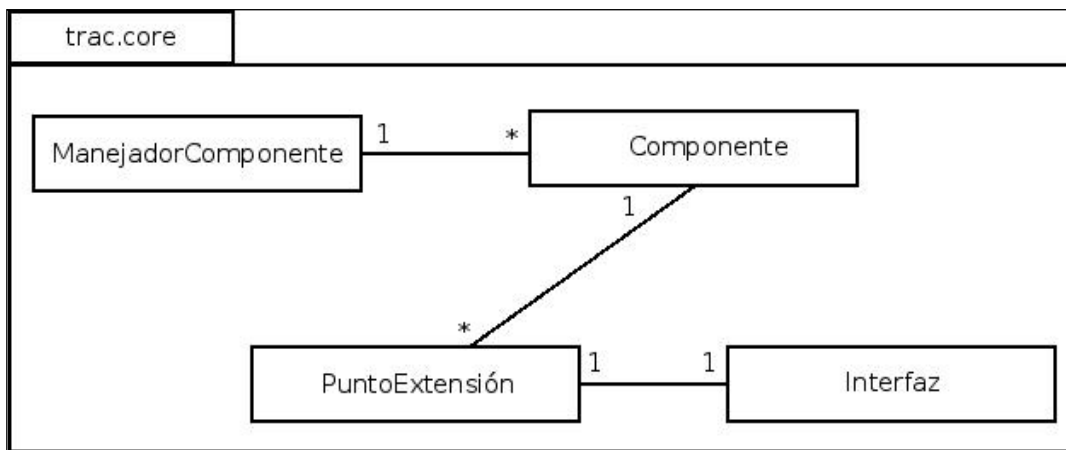 trac.core
ManejadorComponente
1
*
Componente
1
*
PuntoExtensión
1
1
Interfaz